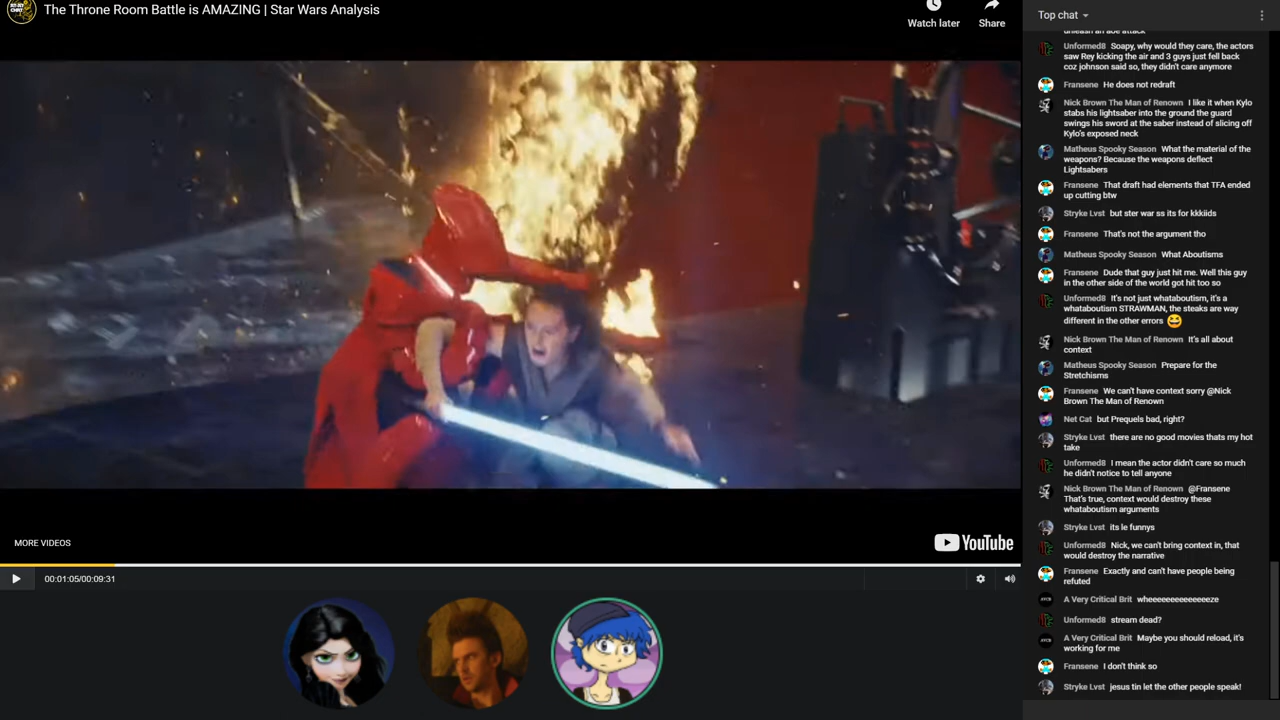 The Throne Room Battle is AMAZING | Star Wars Analysis
Watch later
Share
MORE VIDEOS
YouTube
00:01:05/00:09:31
Top chat
unleash an aoe attack
Unformed8 Soapy, why would they care, the actors
saw Rey kicking the air and 3 guys just fell back
coz johnson said so, they didn't care anymore
Fransene He does not redraft
Nick Brown The Man of Renown I like it when Kylo
stabs his lightsaber into the ground the guard
swings his sword at the saber instead of slicing off
Kylo's exposed neck
Matheus Spooky Season What the material of the
weapons? Because the weapons deflect
Lightsabers
Fransene That draft had elements that TFA ended
up cutting btw
Stryke Lvst but ster war ss its for kkkiids
Fransene That's not the argument tho
Matheus Spooky Season What Aboutisms
Fransene Dude that guy just hit me. Well this guy
in the other side of the world got hit too so
Unformed8 It's not just whataboutism, it's a
whataboutism STRAWMAN, the steaks are way
different in the other errors
Nick Brown The Man of Renown It's all about
context
Matheus Spooky Season Prepare for the
Stretchisms
Fransene We can't have context sorry @Nick
Brown The Man of Renown
Net Cat but Prequels bad, right?
Stryke Lvst there are no good movies thats my hot
take
Unformed8 I mean the actor didn't care so much
he didn't notice to tell anyone
Nick Brown The Man of Renown @Fransene
That's true, context would destroy these
whataboutism arguments
Stryke Lvst its le funnys
Unformed8 Nick, we can't bring context in, that
would destroy the narrative
Fransene Exactly and can't have people being
refuted
A Very Critical Brit wheeeeeeeeeeeeeze
Unformed8 stream dead?
A Very Critical Brit Maybe you should reload, it's
working for me
Fransene I don't think so
Stryke Lvst jesus tin let the other people speak!